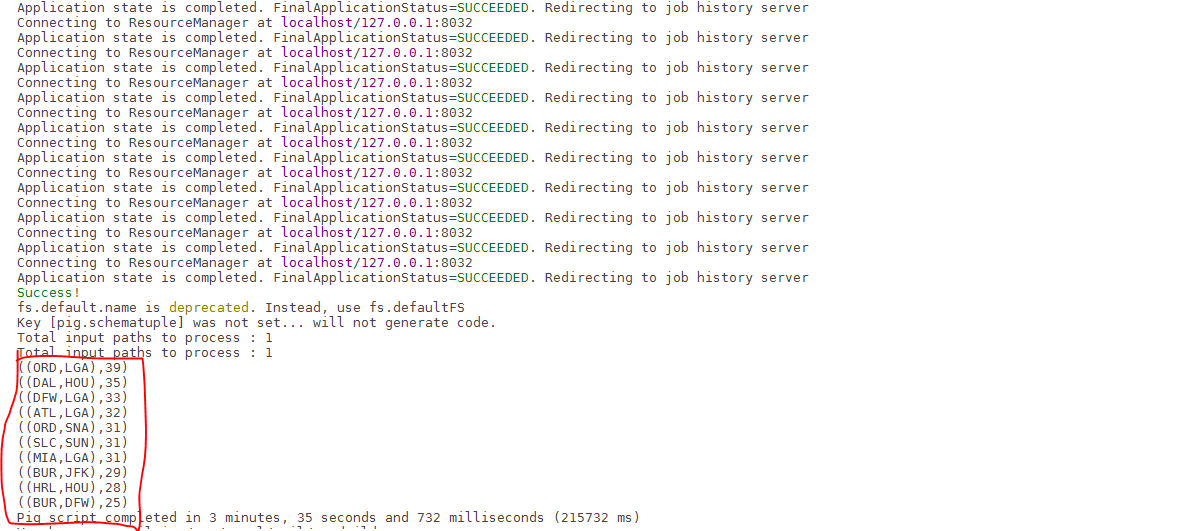 Application state is completed. FinalApplicationStatus=SUCCEEDED. Redirecting to job history server
Connecting to ResourceManager at localhost/127.0.0.1:8032
Application state is completed. FinalApplicationStatus=SUCCEEDED. Redirecting to job history server
Connecting to ResourceManager at localhost/127.0.0.1:8032
Application state is completed. FinalApplicationStatus=SUCCEEDED. Redirecting to job history server
Connecting to ResourceManager at localhost/127.0.0.1:8032
Application state is completed. FinalApplicationStatus=SUCCEEDED. Redirecting to job history server
Connecting to ResourceManager at localhost/127.0.0.1:8032
Application state is completed. FinalApplicationStatus=SUCCEEDED. Redirecting to job history server
Connecting to ResourceManager at localhost/127.0.0.1:8032
Application state is completed. FinalApplicationStatus=SUCCEEDED. Redirecting to job history server
Connecting to ResourceManager at localhost/127.0.0.1:8032
Application state is completed. FinalApplicationStatus=SUCCEEDED. Redirecting to job history server
Connecting to ResourceManager at localhost/127.0.0.1:8032
Application state is completed. FinalApplicationStatus=SUCCEEDED. Redirecting to job history server
Connecting to ResourceManager at localhost/127.0.0.1:8032
Application state is completed. FinalApplicationStatus=SUCCEEDED. Redirecting to job history server
Connecting to ResourceManager at localhost/127.0.0.1:8032
Application state is completed. FinalApplicationStatus=SUCCEEDED. Redirecting to job history server
Success!
fs.default.name is deprecated. Instead, use fs.defaultFS
Key [pig.schematuple] was not set... will not generate code.
Total input paths to process : 1
Total input paths to process : 1
((ORD,LGA),39)
((DAL,HOU),35)
((DFW,LGA),33)
((ATL,LGA),32)
((ORD,SNA),31)
((SLC,SUN),31)
((MIA,LGA),31)
((BUR,JFK),29)
((HRL,HOU),28)
((BUR,DFW),25)
Pig script completed in 3 minutes, 35 seconds and 732 milliseconds (215732 ms)